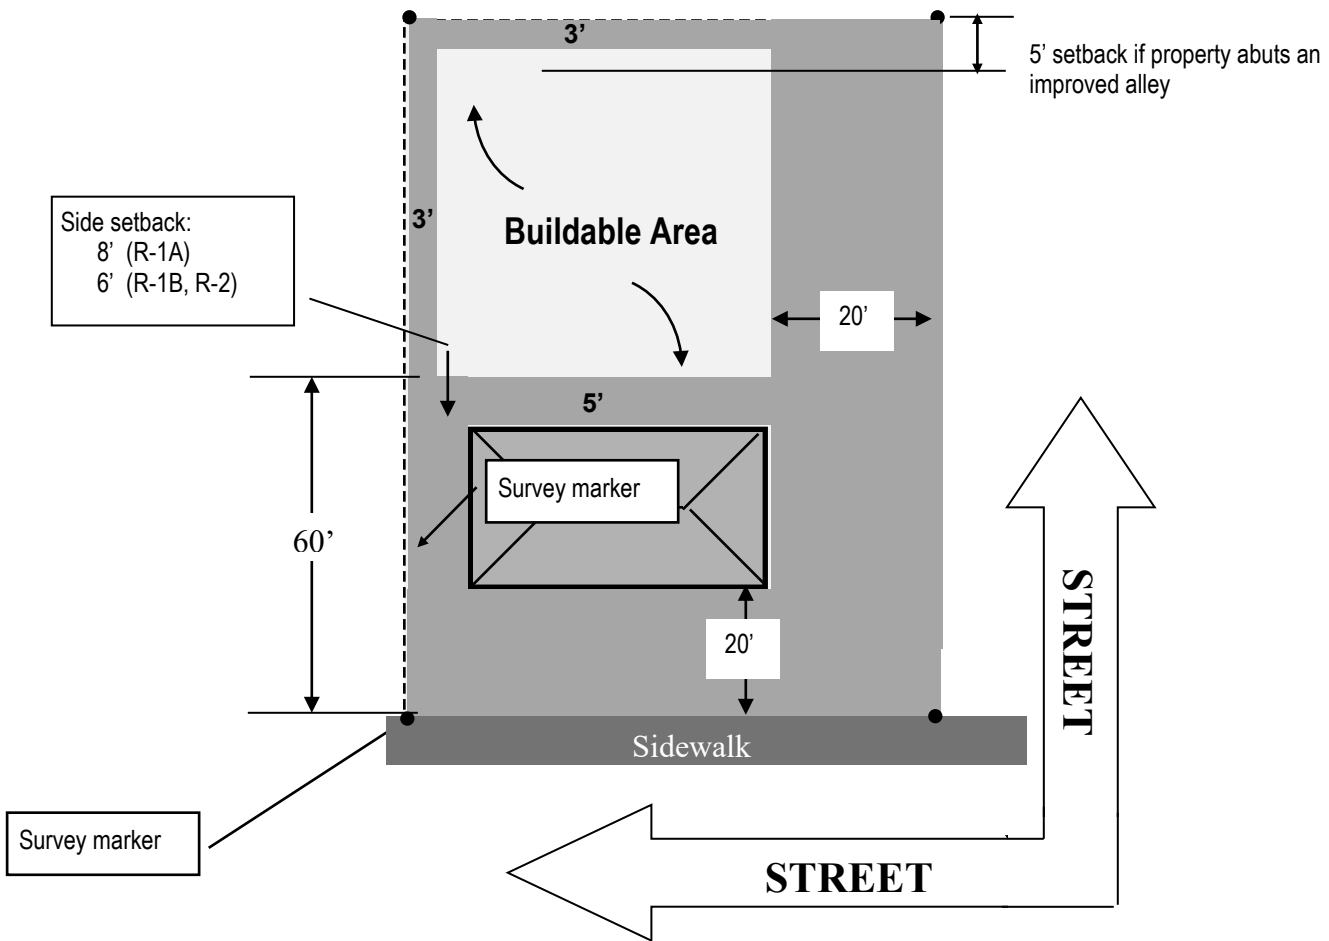 3’
5’ setback if property abuts an
improved alley
Side setback:
8’ (R-1A)
6’ (R-1B, R-2)
3’
Buildable Area
20’
5’
Survey marker
60’
20’
STREET
Sidewalk
Survey marker
STREET